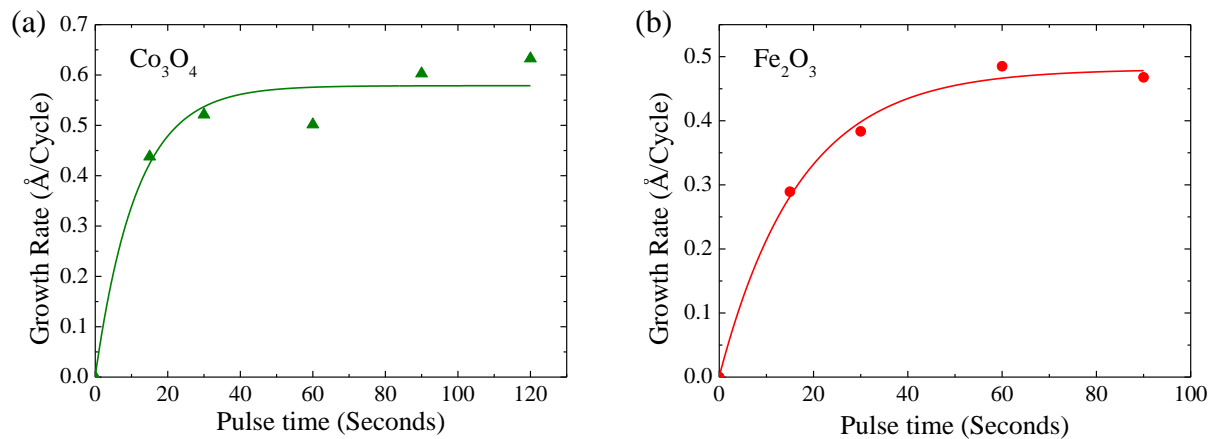 (a)
Co₃O₄
Growth Rate (Å/Cycle)
0.7
0.6
0.5
0.4
0.3
0.2
0.1
0.0
0 20 40 60 80 100 120
Pulse time (Seconds)
(b)
Fe₂O₃
Growth Rate (Å/Cycle)
0.5
0.4
0.3
0.2
0.1
0.0
0 20 40 60 80 100
Pulse time (Seconds)